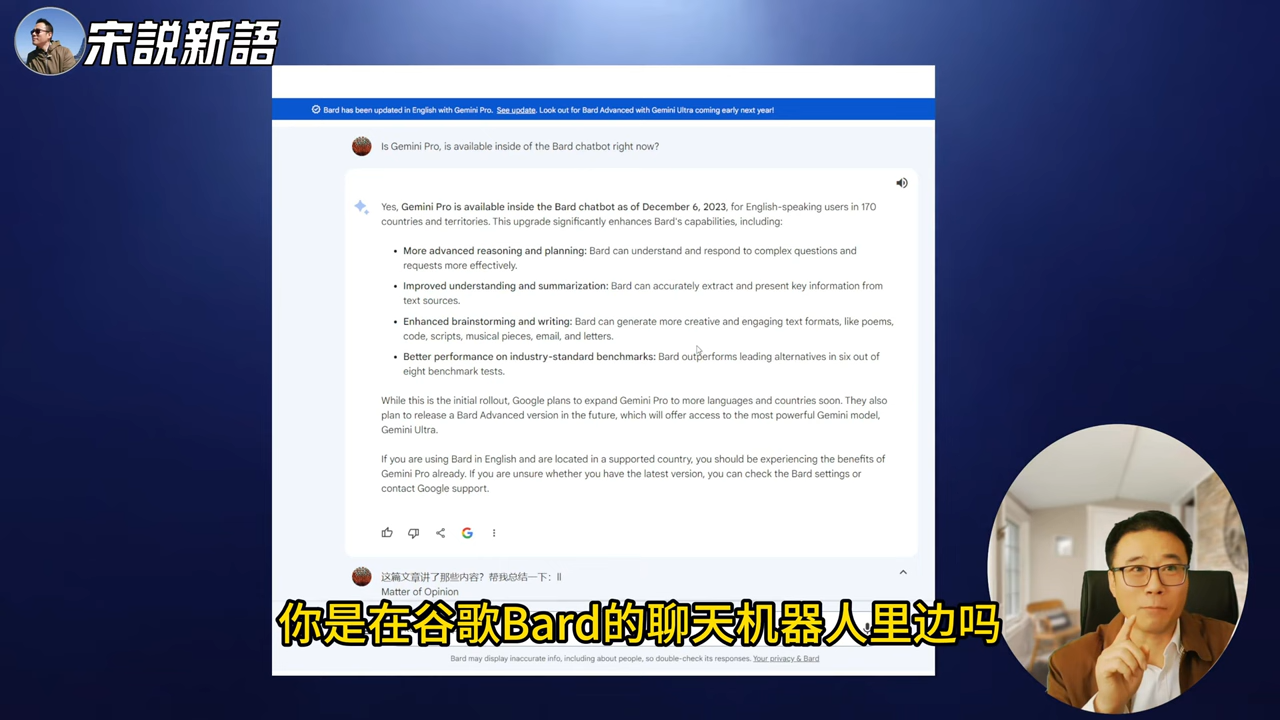 宋説新語
Bard has been updated in English with Gemini Pro. See update. Look out for Bard Advanced with Gemini Ultra coming early next year!
Is Gemini Pro, is available inside of the Bard chatbot right now?
Yes, Gemini Pro is available inside the Bard chatbot as of December 6, 2023, for English-speaking users in 170
countries and territories. This upgrade significantly enhances Bard's capabilities, including:
• More advanced reasoning and planning: Bard can understand and respond to complex questions and
requests more effectively.
• Improved understanding and summarization: Bard can accurately extract and present key information from
text sources.
• Enhanced brainstorming and writing: Bard can generate more creative and engaging text formats, like poems,
code, scripts, musical pieces, email, and letters.
• Better performance on industry-standard benchmarks: Bard outperforms leading alternatives in six out of
eight benchmark tests.
While this is the initial rollout, Google plans to expand Gemini Pro to more languages and countries soon. They also
plan to release a Bard Advanced version in the future, which will offer access to the most powerful Gemini model,
Gemini Ultra.
If you are using Bard in English and are located in a supported country, you should be experiencing the benefits of
Gemini Pro already. If you are unsure whether you have the latest version, you can check the Bard settings or
contact Google support.
这篇文章讲了那些内容？帮我总结一下：ll
Matter of Opinion
你是在谷歌Bard的聊天机器人里边吗
Bard may display inaccurate info, including about people, so double-check its responses. Your privacy & Bard